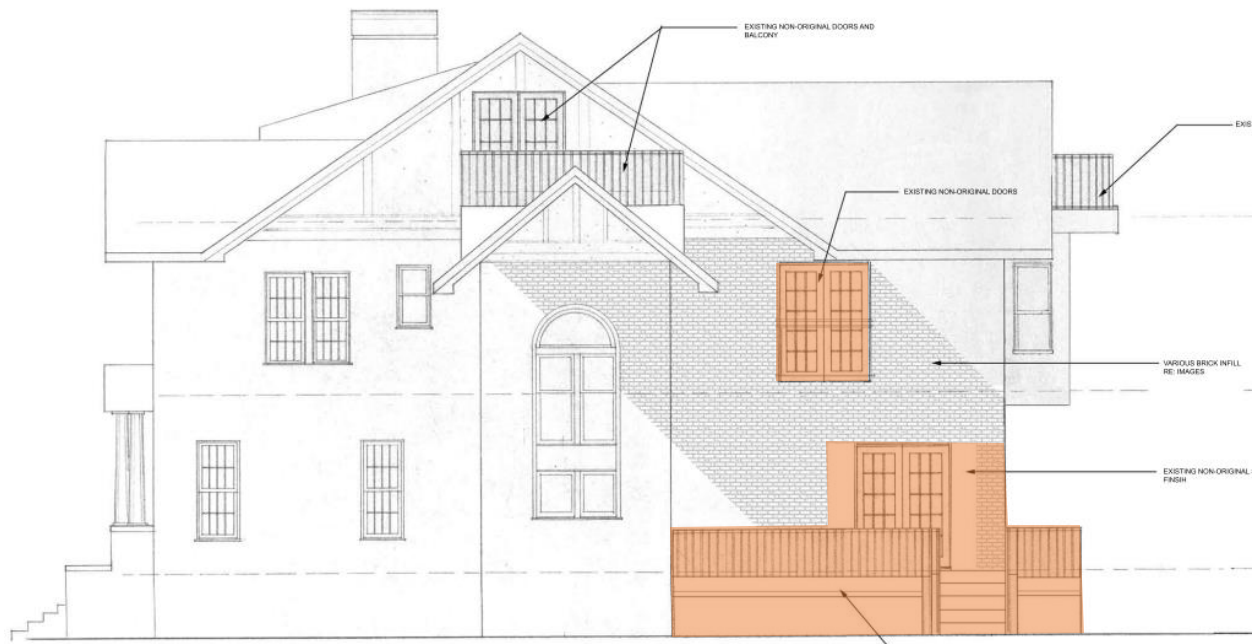 EXISTING NON-ORIGINAL DOORS AND
BALCONY
EXIS
EXISTING NON-ORIGINAL DOORS
VARIOUS BRICK INFILL
RE: IMAGES
EXISTING NON-ORIGINAL
FINSIH